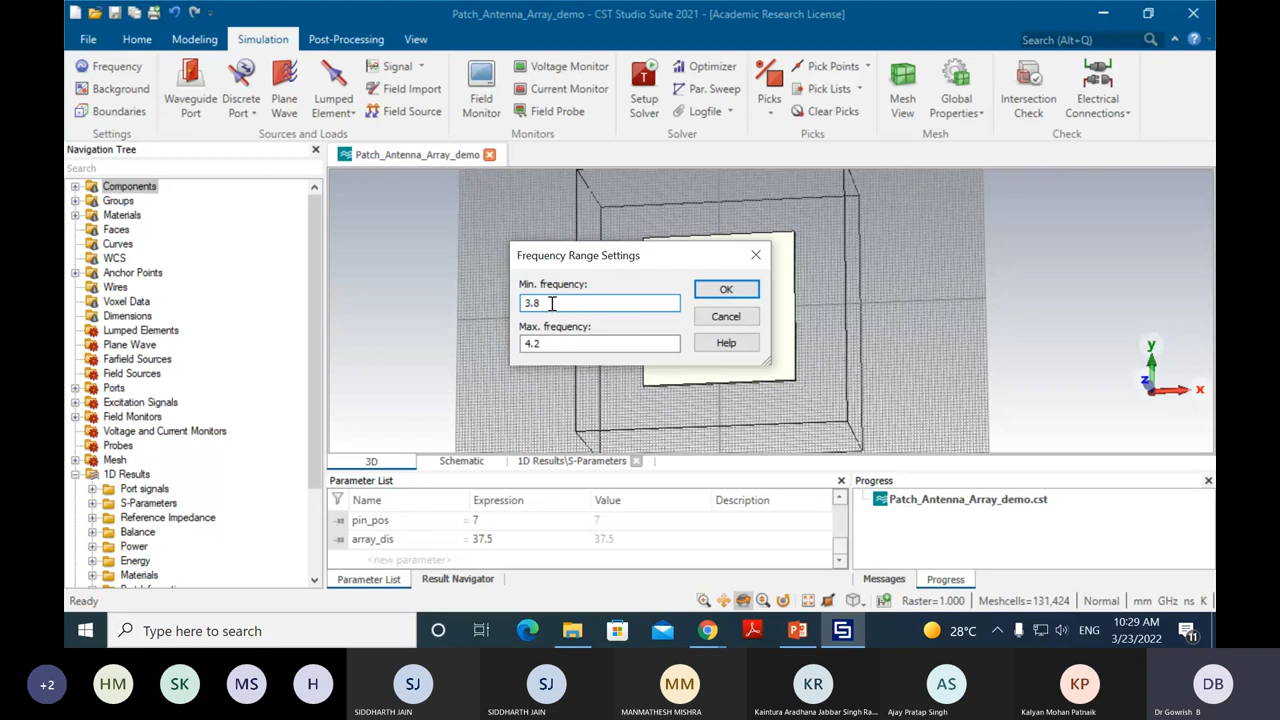 Patch_Antenna_Array_demo - CST Studio Suite 2021 - [Academic Research License]
File Home Modeling Simulation Post-Processing View Search (Alt+Q)
Frequency
Background
Boundaries
Settings
Waveguide Port
Discrete Port
Plane Wave
Lumped Element
Signal
Field Import
Field Source
Sources and Loads
Field Monitor
Voltage Monitor
Current Monitor
Field Probe
Monitors
Setup Solver
Optimizer
Par. Sweep
Logfile
Solver
Picks
Pick Points
Pick Lists
Clear Picks
Picks
Mesh View
Global Properties
Mesh
Intersection Check
Electrical Connections
Check
Navigation Tree
Search
Components
Groups
Materials
Faces
Curves
WCS
Anchor Points
Wires
Voxel Data
Dimensions
Lumped Elements
Plane Wave
Farfield Sources
Field Sources
Ports
Excitation Signals
Field Monitors
Voltage and Current Monitors
Probes
Mesh
1D Results
Port signals
S-Parameters
Reference Impedance
Balance
Power
Energy
Materials
Patch_Antenna_Array_demo
Frequency Range Settings
Min. frequency:
3.8
Max. frequency:
4.2
OK
Cancel
Help
y
z
x
3D Schematic 1D Results\S-Parameters
Parameter List
Name Expression Value Description
pin_pos = 7 7
array_dis = 37.5 37.5
<new parameter>
Parameter List Result Navigator
Progress
Patch_Antenna_Array_demo.cst
Messages Progress
Ready Raster=1.000 Meshcells=131,424 Normal mm GHz ns K
Type here to search
28°C ENG
10:29 AM
3/23/2022
11
+2 HM SK MS H SJ SJ MM KR AS KP DB
SIDDHARTH JAIN SIDDHARTH JAIN MANMATHESH MISHRA Kaintura Aradhana Jabbar Singh Ra... Ajay Pratap Singh Kalyan Mohan Patnaik Dr Gowrish B